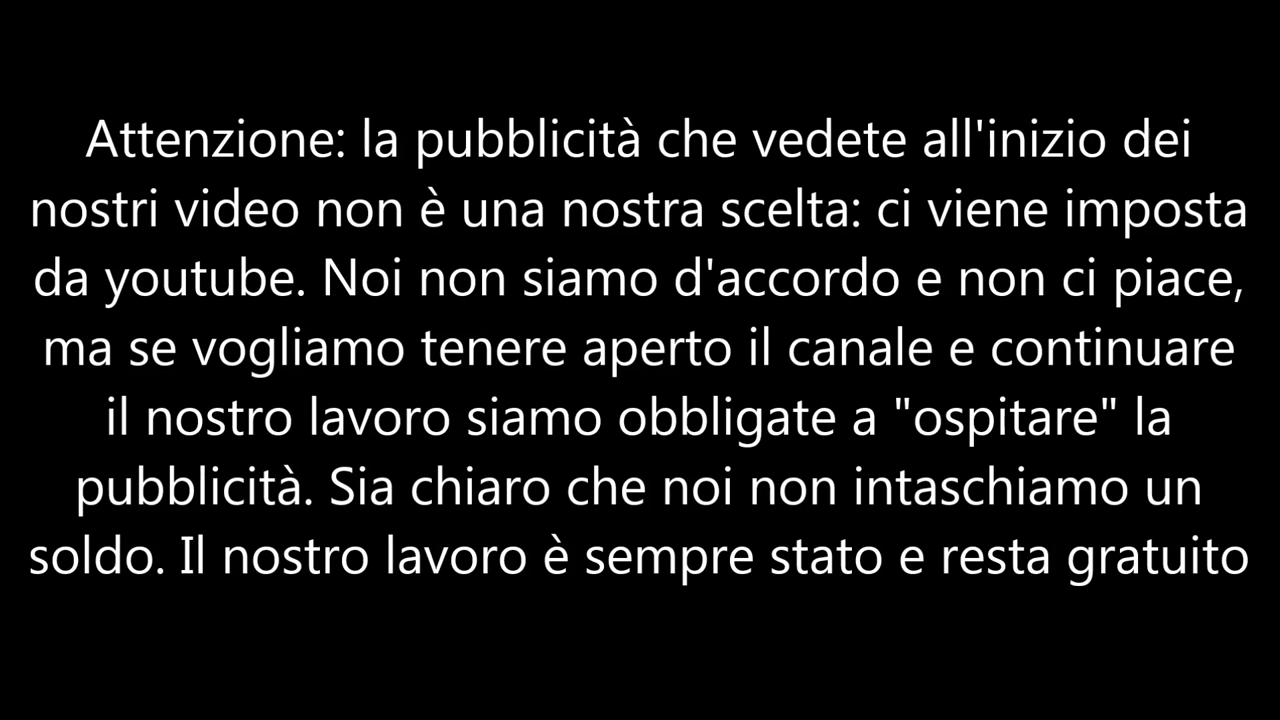 Attenzione: la pubblicità che vedete all'inizio dei
nostri video non è una nostra scelta: ci viene imposta
da youtube. Noi non siamo d'accordo e non ci piace,
ma se vogliamo tenere aperto il canale e continuare
il nostro lavoro siamo obbligate a "ospitare" la
pubblicità. Sia chiaro che noi non intaschiamo un
soldo. Il nostro lavoro è sempre stato e resta gratuito